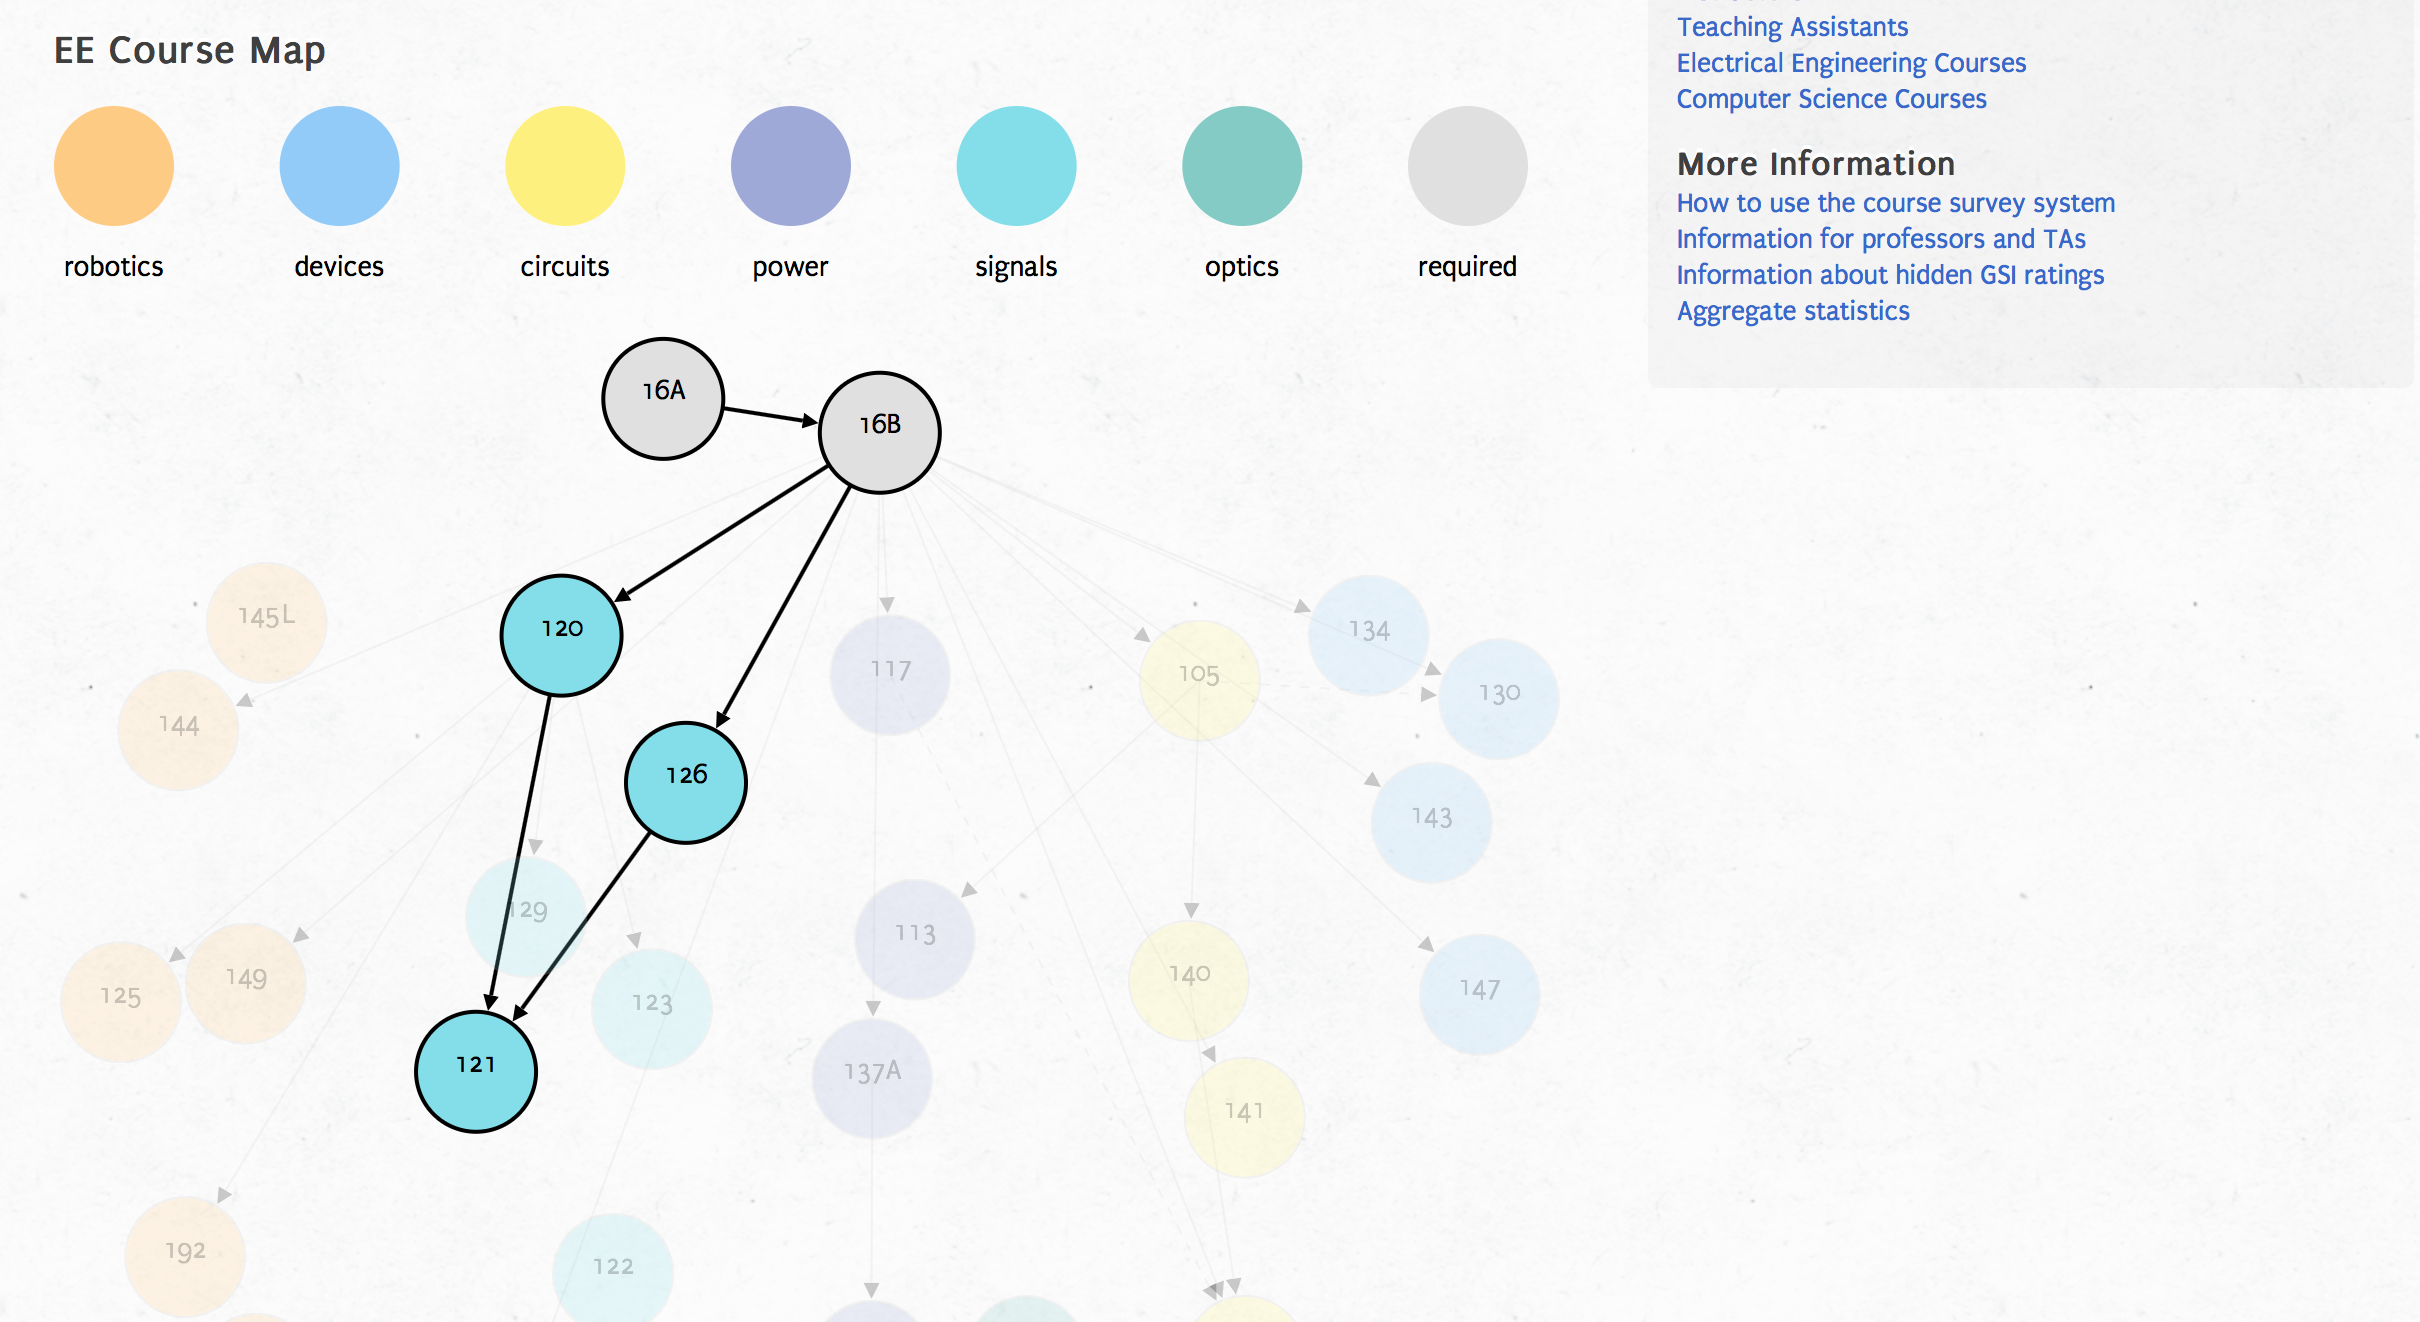 EE Course Map
robotics
devices
circuits
power
signals
optics
required
16A
16B
145L
120
117
134
105
144
130
126
143
129
113
149
140
125
123
147
121
137A
141
192
122
Teaching Assistants
Electrical Engineering Courses
Computer Science Courses
More Information
How to use the course survey system
Information for professors and TAs
Information about hidden GSI ratings
Aggregate statistics